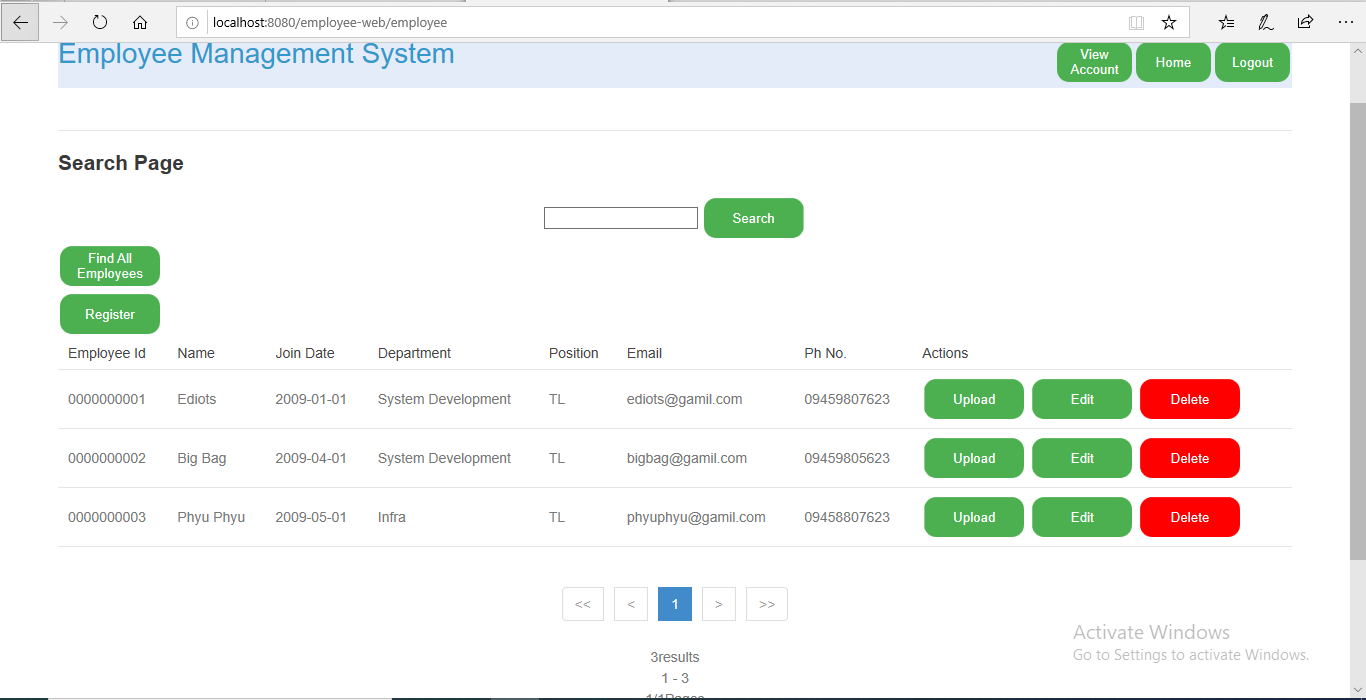 localhost:8080/employee-web/employee
Employee Management System
View Account
Home
Logout
Search Page
Search
Find All Employees
Register
Employee Id Name Join Date Department Position Email Ph No. Actions
0000000001 Ediots 2009-01-01 System Development TL ediots@gamil.com 09459807623 Upload Edit Delete
0000000002 Big Bag 2009-04-01 System Development TL bigbag@gamil.com 09459805623 Upload Edit Delete
0000000003 Phyu Phyu 2009-05-01 Infra TL phyuphyu@gamil.com 09458807623 Upload Edit Delete
<< < 1 > >>
3results
1 - 3
1/1Pages
Activate Windows
Go to Settings to activate Windows.